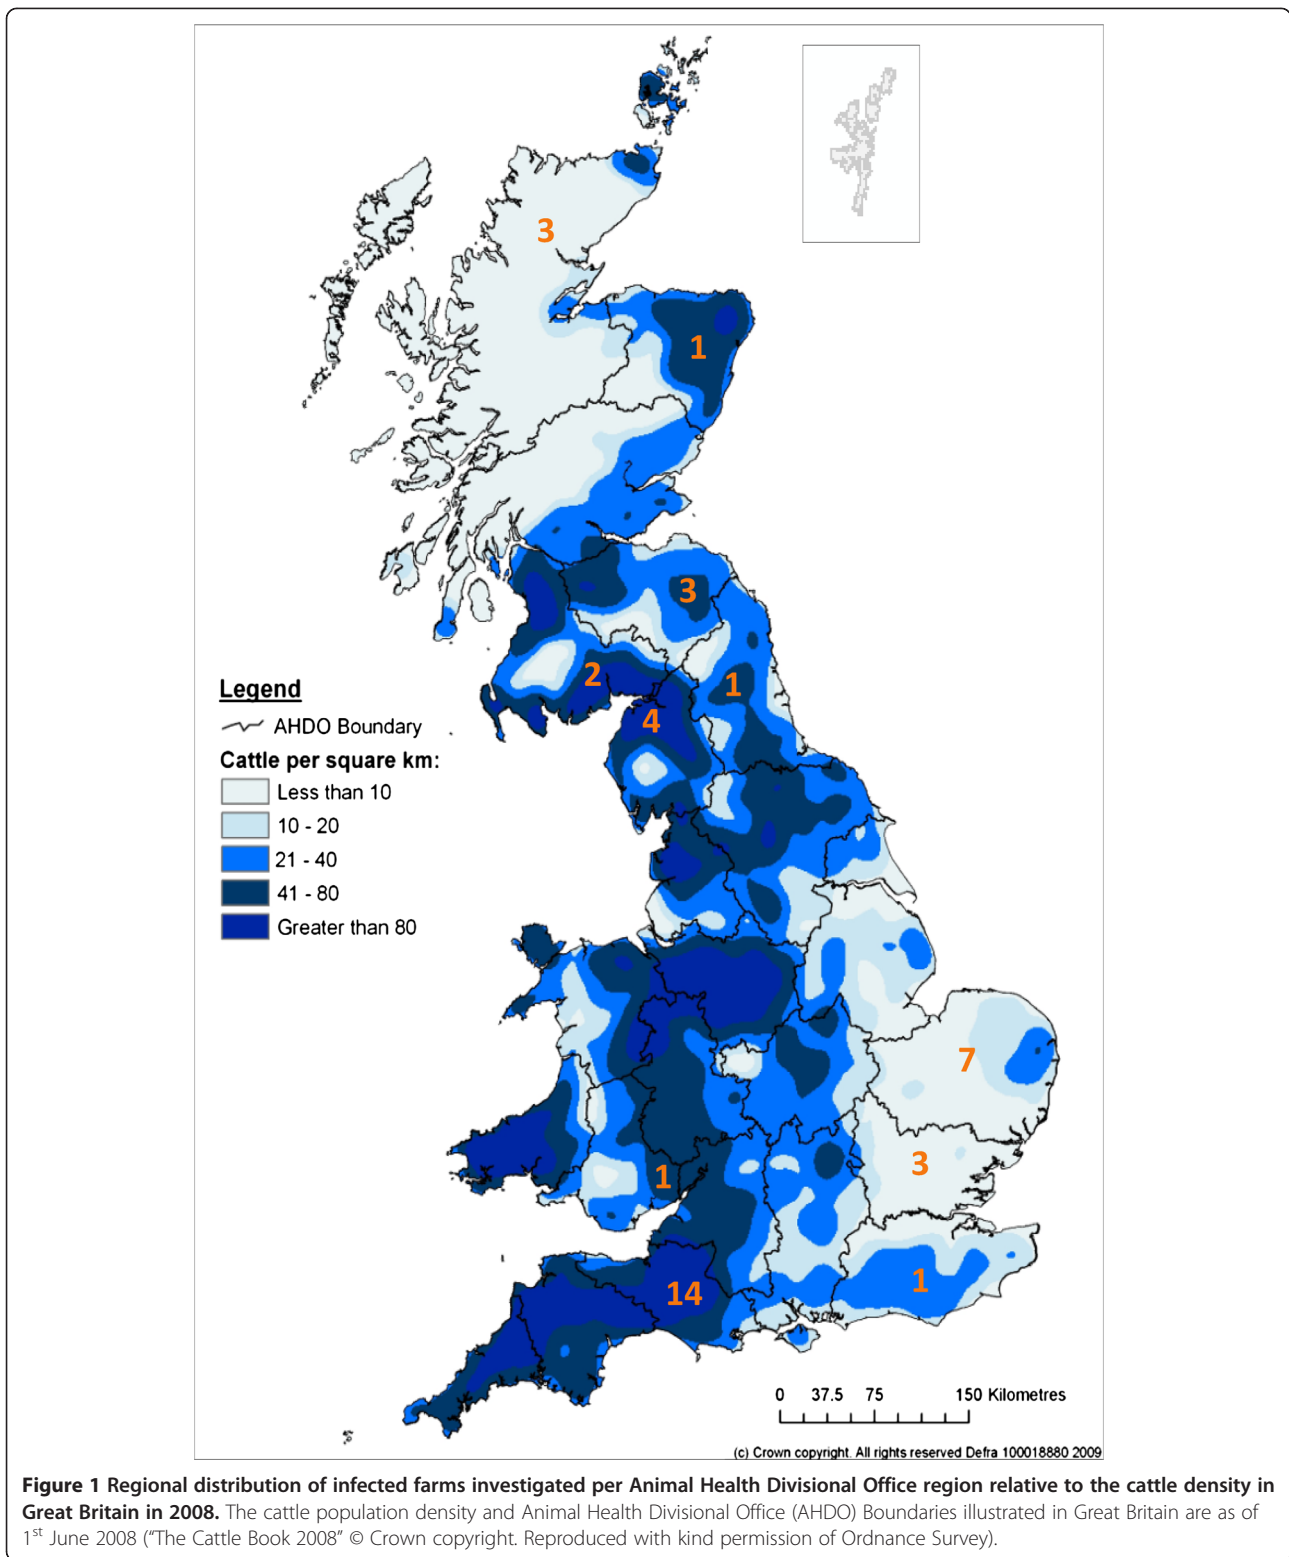 3
1
3
2
1
4
Legend
AHDO Boundary
Cattle per square km:
Less than 10
10 - 20
21 - 40
41 - 80
Greater than 80
7
3
1
1
14
0 37.5 75 150 Kilometres
(c) Crown copyright. All rights reserved Defra 100018880 2009
Figure 1 Regional distribution of infected farms investigated per Animal Health Divisional Office region relative to the cattle density in
Great Britain in 2008. The cattle population density and Animal Health Divisional Office (AHDO) Boundaries illustrated in Great Britain are as of
1st June 2008 (“The Cattle Book 2008” © Crown copyright. Reproduced with kind permission of Ordnance Survey).